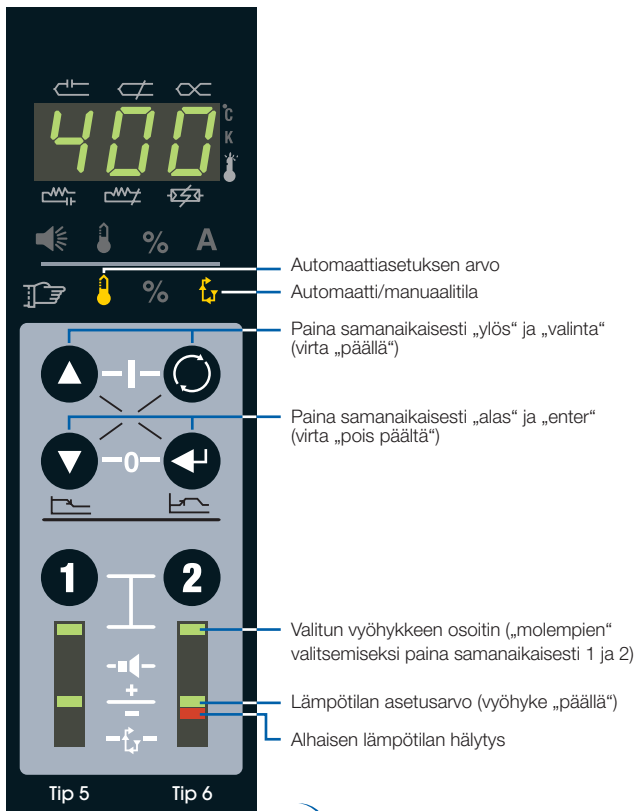 400
°C
K
% A
%
Automaattiasetuksen arvo
Automaatti/manuaalitila
Paina samanaikaisesti „ylös“ ja „valinta“
(virta „päällä“)
Paina samanaikaisesti „alas“ ja „enter“
(virta „pois päältä“)
0
1 2
Valitun vyöhykkeen osoitin („molempien“
valitsemiseksi paina samanaikaisesti 1 ja 2)
+
Lämpötilan asetusarvo (vyöhyke „päällä“)
−
Alhaisen lämpötilan hälytys
Tip 5 Tip 6